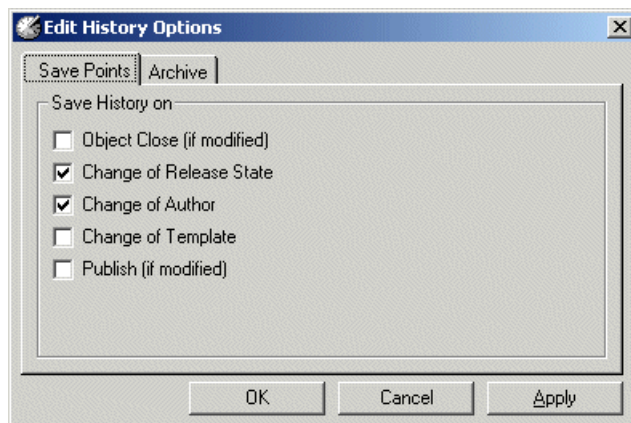 Edit History Options
Save Points Archive
Save History on
Object Close (if modified)
Change of Release State
Change of Author
Change of Template
Publish (if modified)
OK Cancel Apply